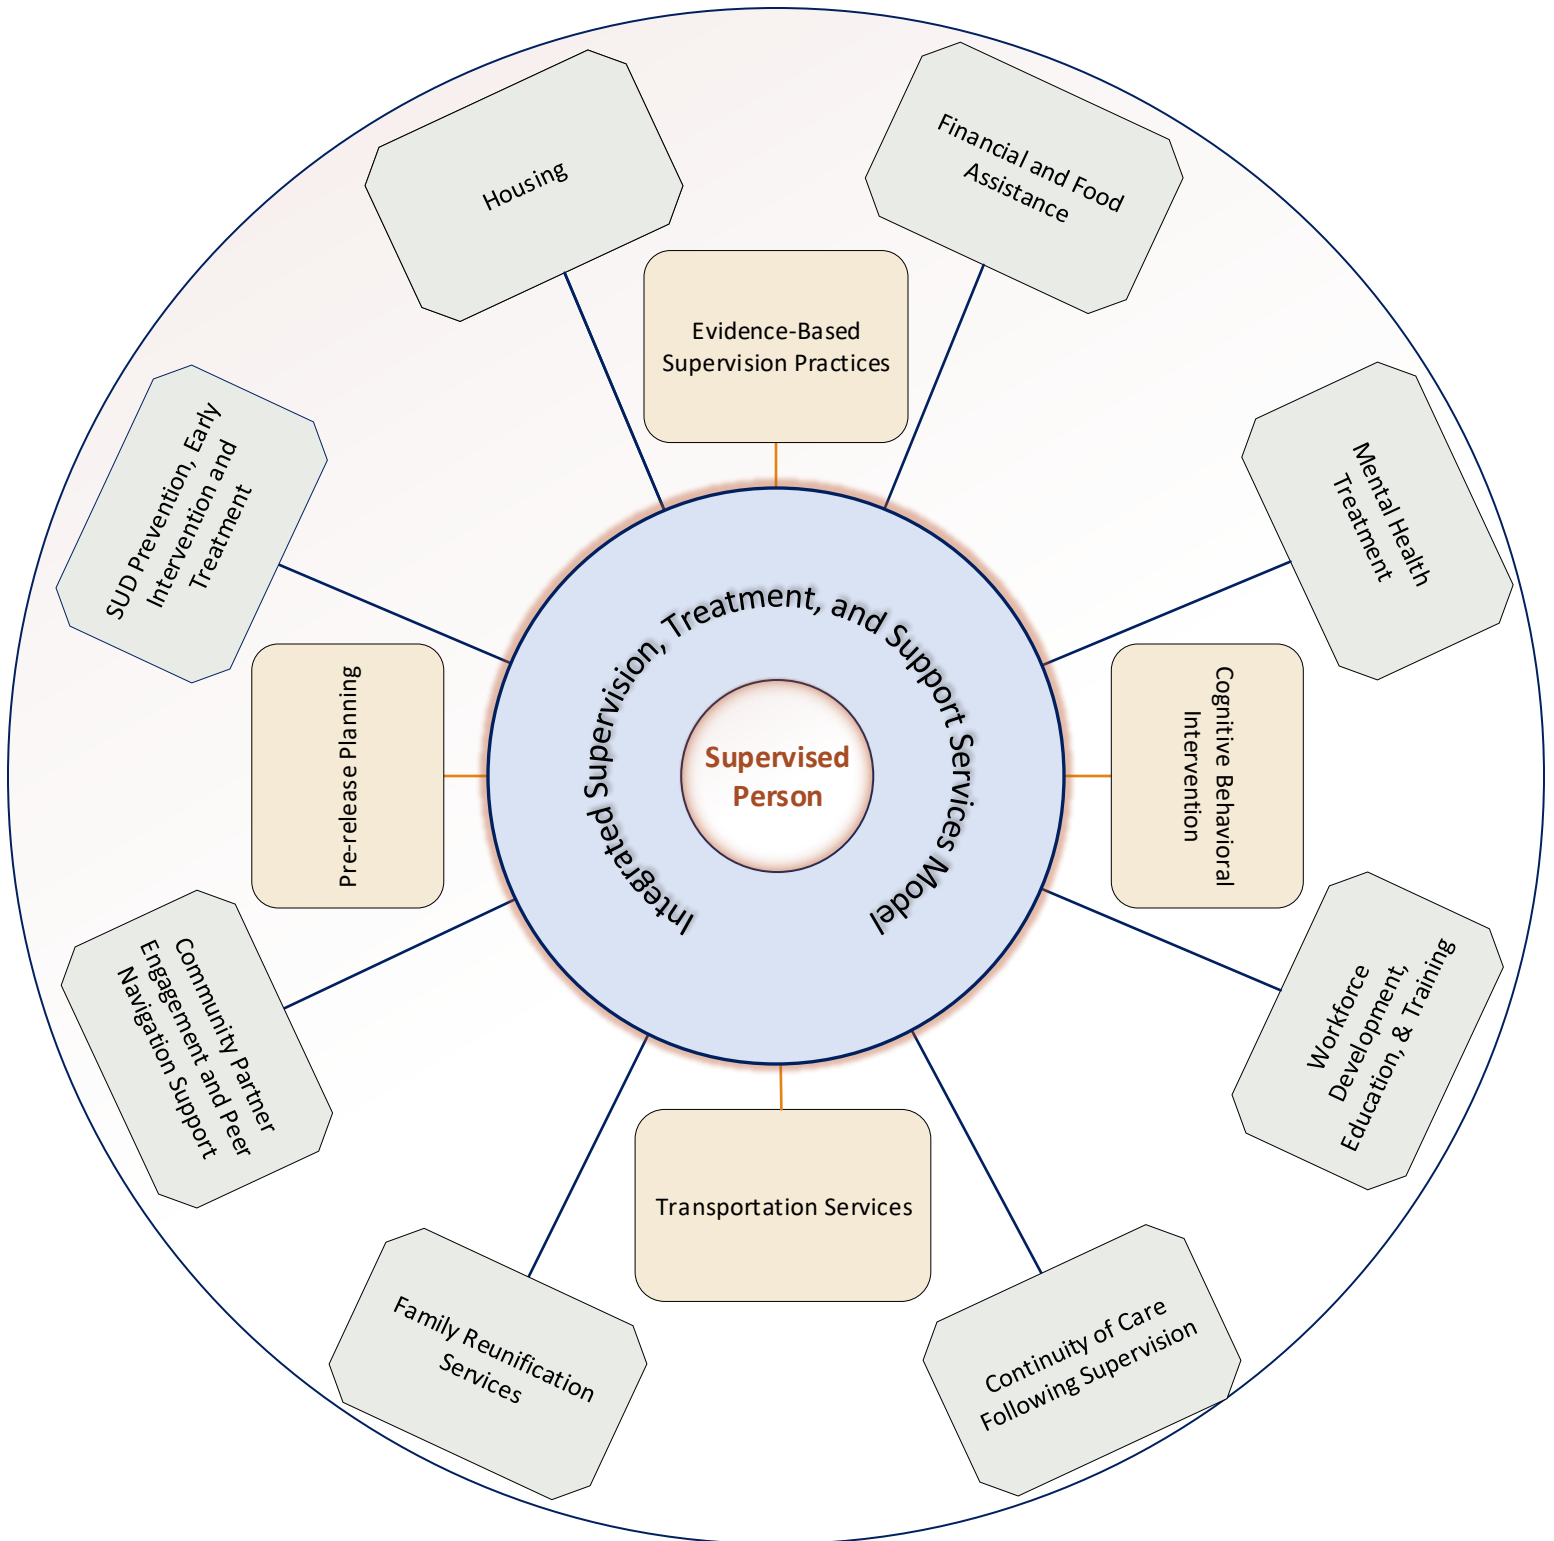 Housing
Financial and Food
Assistance
Evidence-Based
Supervision Practices
SUD Prevention, Early
Intervention and
Treatment
Mental Health
Treatment
Pre-release Planning
Integrated Supervision, Treatment, and Support Services Model
Supervised
Person
Cognitive Behavioral
Intervention
Community Partner
Engagement and Peer
Navigation Support
Workforce
Development,
Education, & Training
Transportation Services
Family Reunification
Services
Continuity of Care
Following Supervision